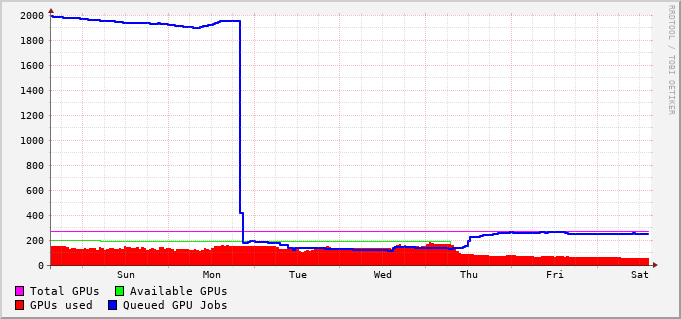 2000
1800
1600
1400
1200
1000
800
600
400
200
0
Sun Mon Tue Wed Thu Fri Sat
Total GPUs Available GPUs
GPUs used Queued GPU Jobs
RRDTOOL / TOBI OETIKER